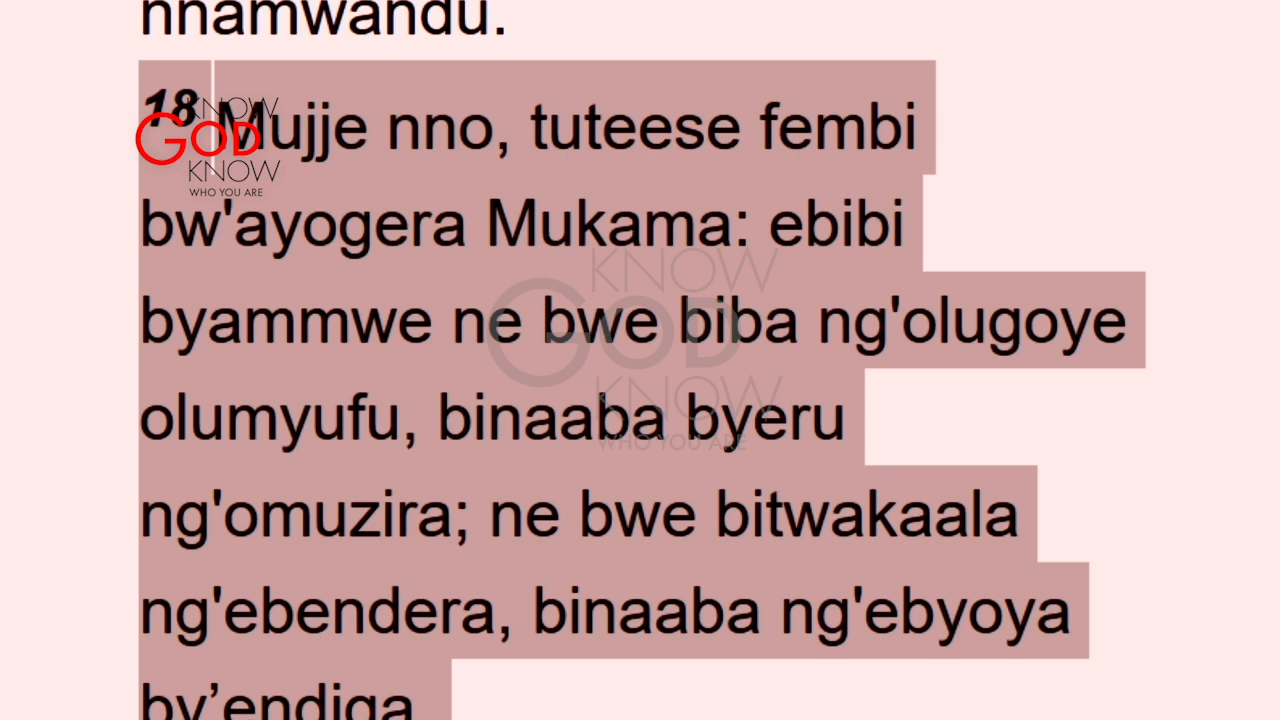 nnamwandu.
18 Mujje nno, tuteese fembi
bw'ayogera Mukama: ebibi
byammwe ne bwe biba ng'olugoye
olumyufu, binaaba byeru
ng'omuzira; ne bwe bitwakaala
ng'ebendera, binaaba ng'ebyoya
by’endiga
KNOW
GOD
KNOW
WHO YOU ARE
KNOW
GOD
KNOW
WHO YOU ARE